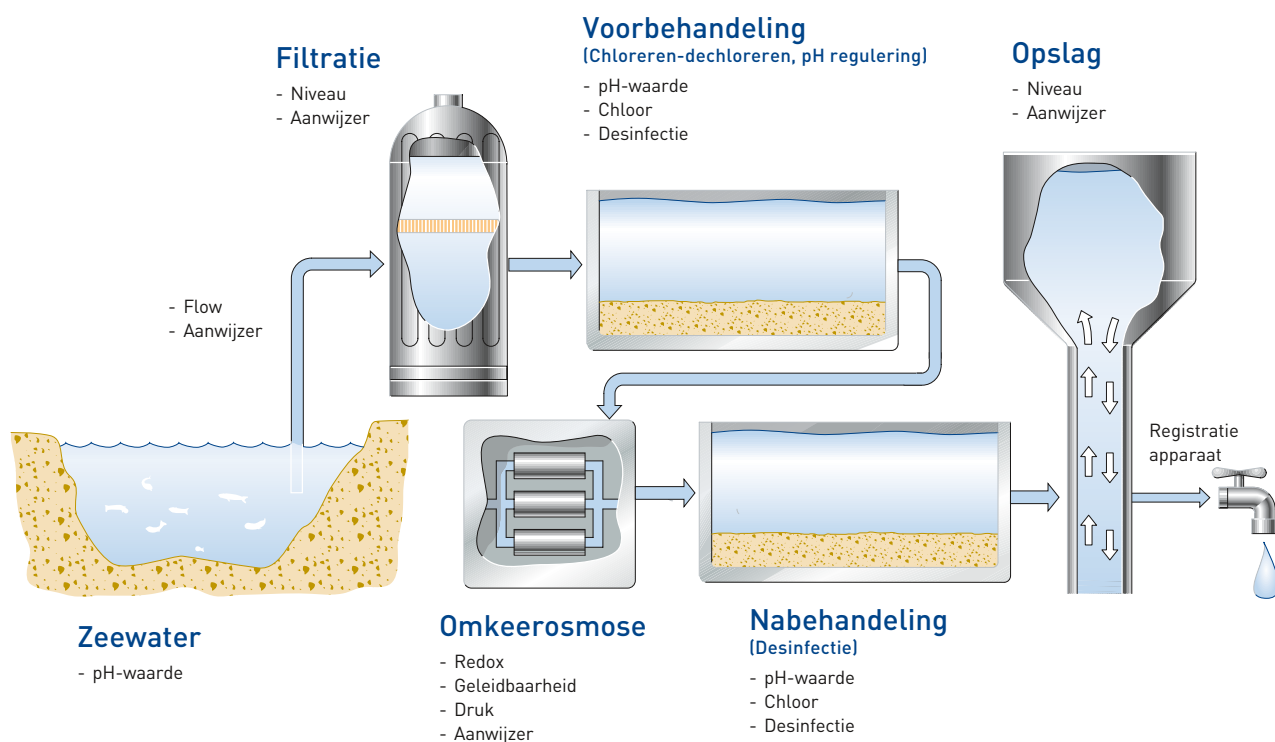 Filtratie
- Niveau
- Aanwijzer
Voorbehandeling
(Chloreren-dechloreren, pH regulering)
- pH-waarde
- Chloor
- Desinfectie
Opslag
- Niveau
- Aanwijzer
- Flow
- Aanwijzer
Registratie
apparaat
Zeewater
- pH-waarde
Omkeerosmose
- Redox
- Geleidbaarheid
- Druk
- Aanwijzer
Nabehandeling
(Desinfectie)
- pH-waarde
- Chloor
- Desinfectie